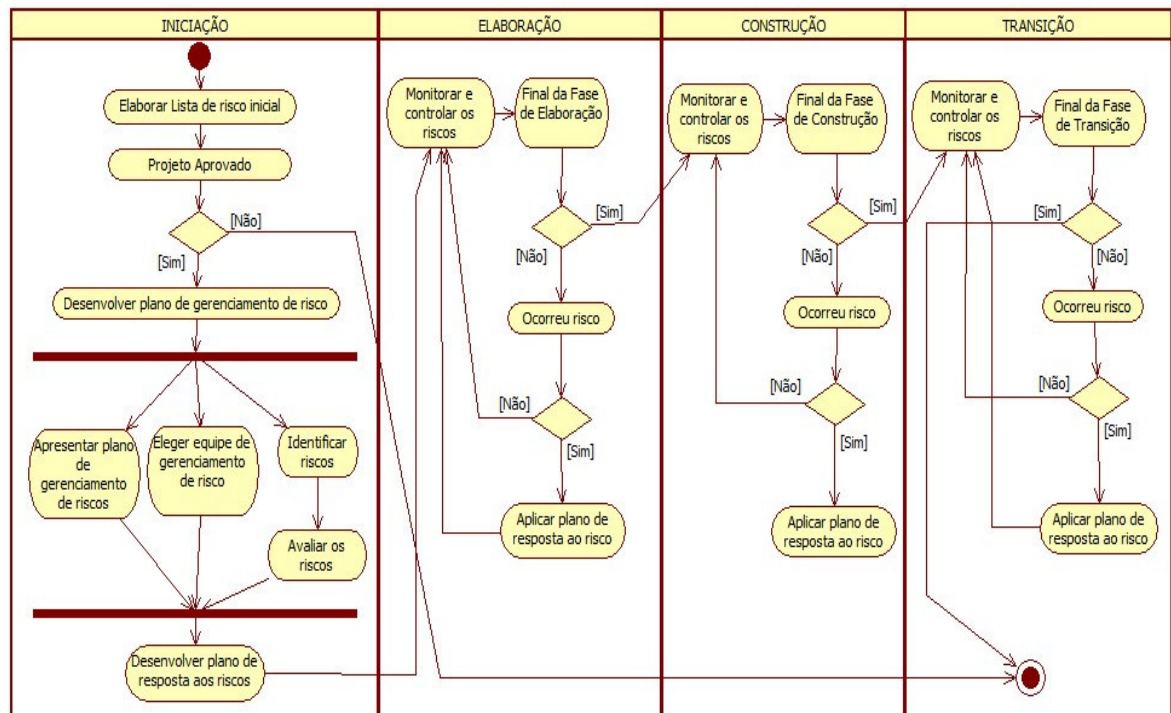 INICIAÇÃO
ELABORAÇÃO
CONSTRUÇÃO
TRANSIÇÃO
Elaborar Lista de risco inicial
Projeto Aprovado
[Não]
[Sim]
Desenvolver plano de gerenciamento de risco
Apresentar plano
de
gerenciamento
de riscos
Eleger equipe de
gerenciamento
de risco
Identificar
riscos
Avaliar os
riscos
Desenvolver plano de
resposta aos riscos
Monitorar e
controlar os
riscos
Final da Fase
de Elaboração
[Sim]
[Não]
Ocorreu risco
[Não]
[Sim]
Aplicar plano de
resposta ao risco
Monitorar e
controlar os
riscos
Final da Fase
de Construção
[Sim]
[Não]
Ocorreu risco
[Não]
[Sim]
Aplicar plano de
resposta ao risco
Monitorar e
controlar os
riscos
Final da Fase
de Transição
[Sim]
[Não]
Ocorreu risco
[Não]
[Sim]
Aplicar plano de
resposta ao risco